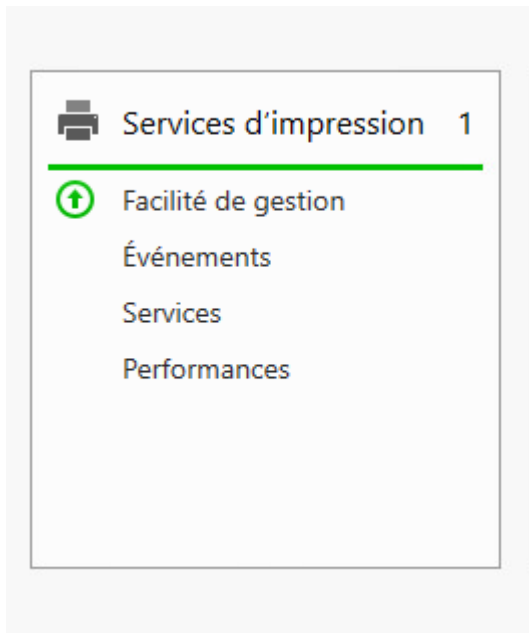 Services d’impression 1
Facilité de gestion
Événements
Services
Performances